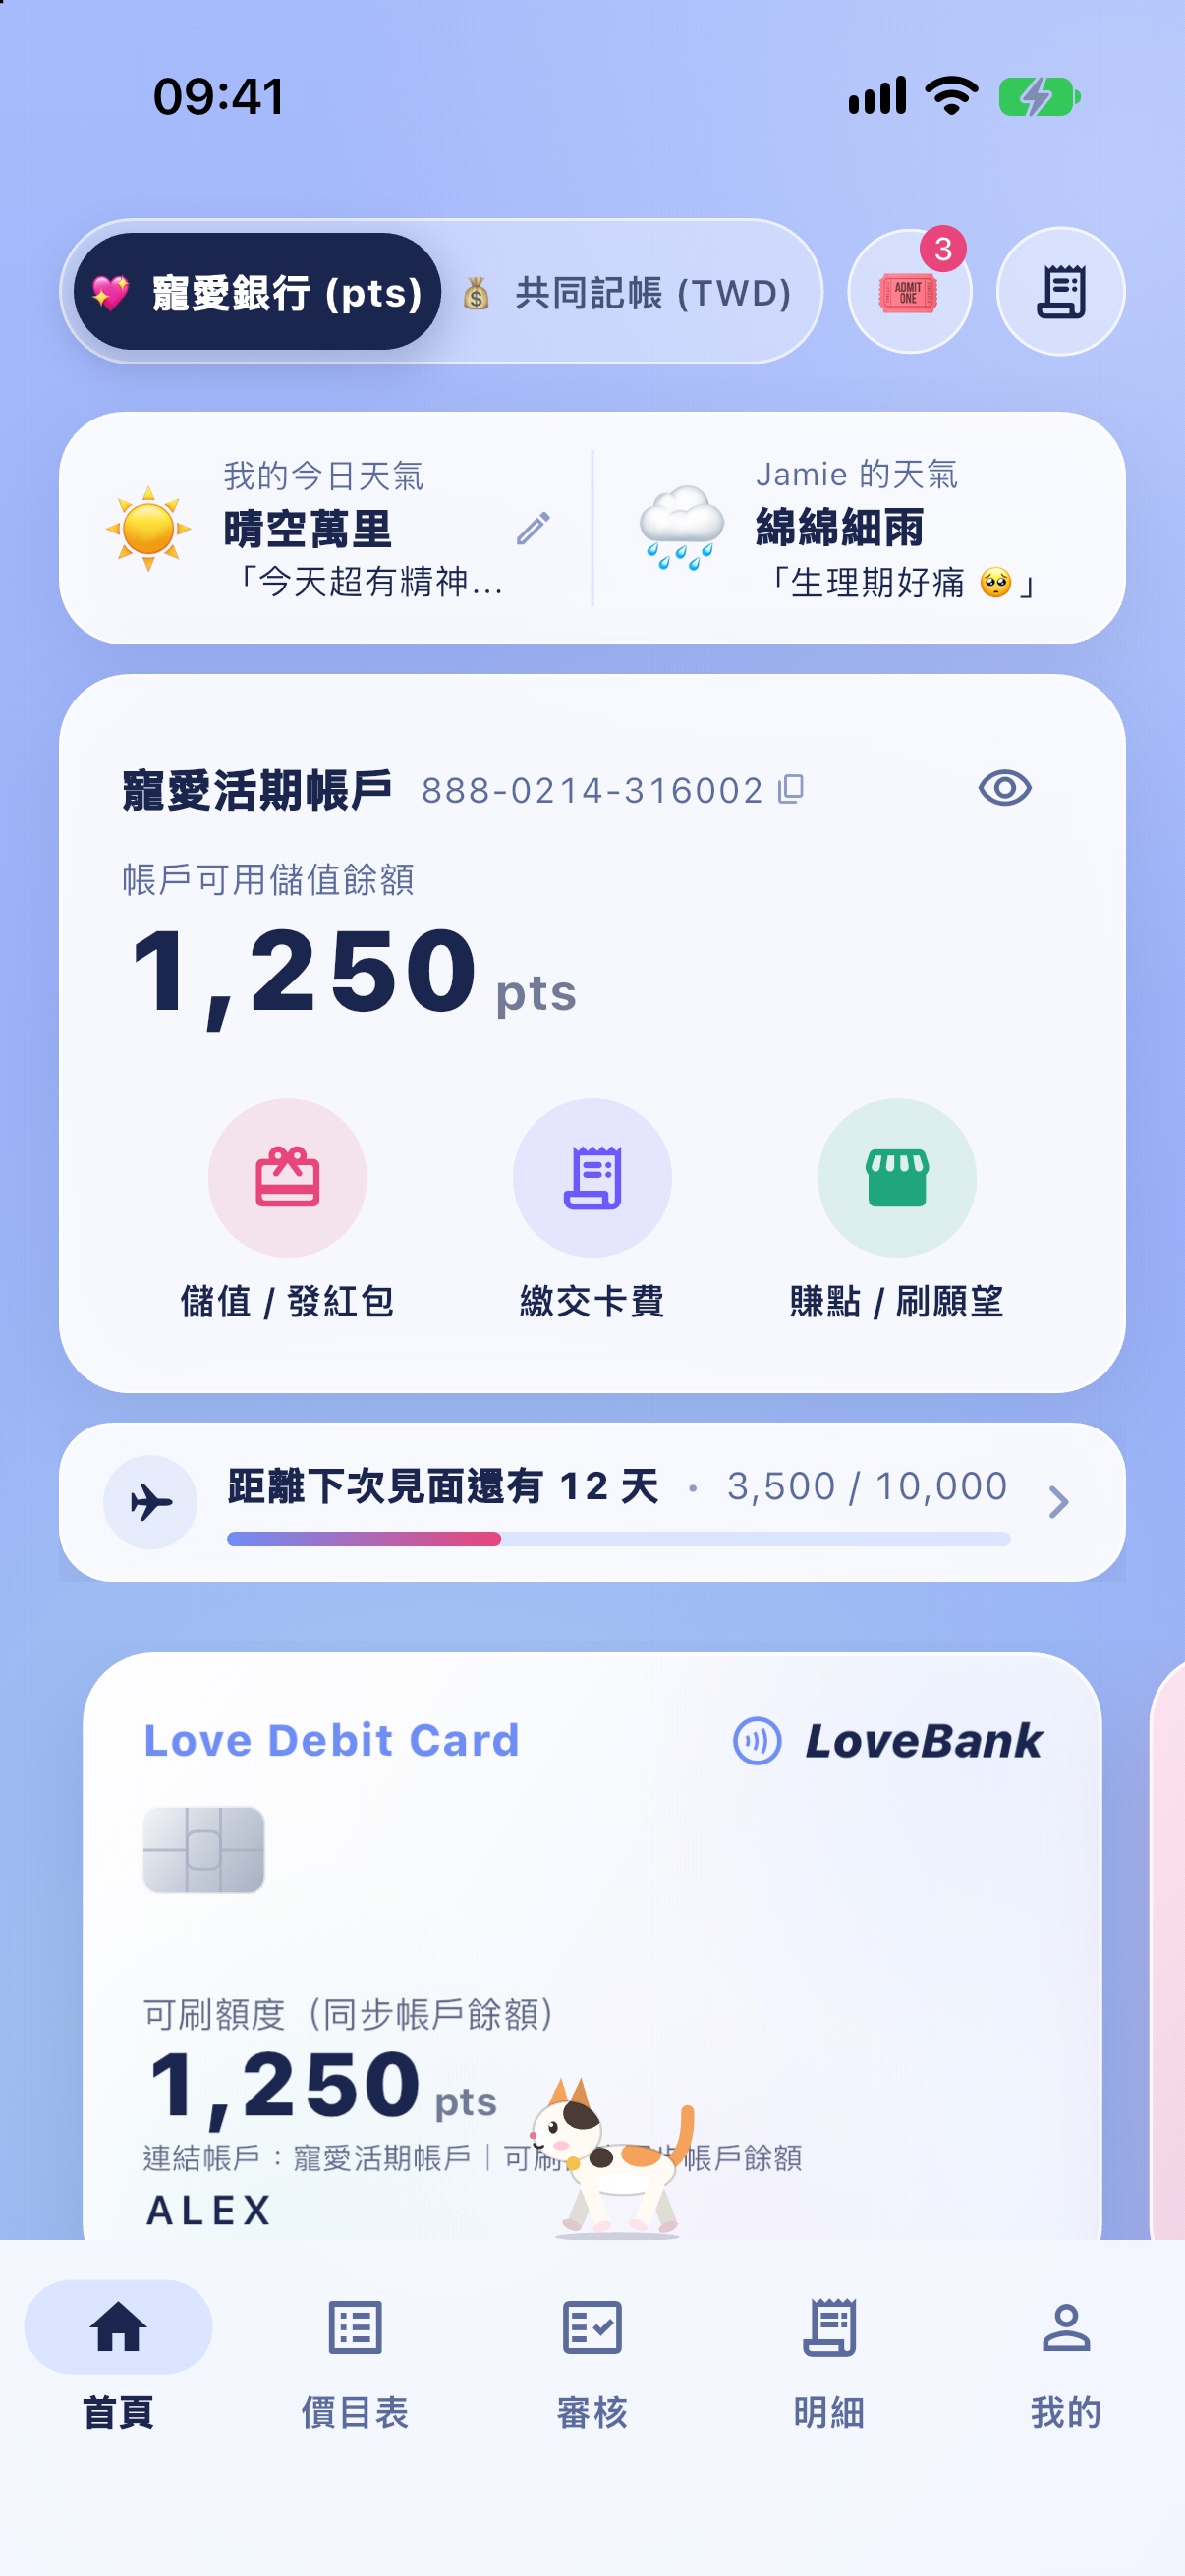 09:41
寵愛銀行 (pts)
共同記帳 (TWD)
ADMIT ONE
3
我的今日天氣
晴空萬里
「今天超有精神...
Jamie 的天氣
綿綿細雨
「生理期好痛 🥺」
寵愛活期帳戶 888-0214-316002
帳戶可用儲值餘額
1,250 pts
儲值 / 發紅包
繳交卡費
賺點 / 刷願望
距離下次見面還有 12 天 · 3,500 / 10,000
Love Debit Card
LoveBank
可刷額度（同步帳戶餘額）
1,250 pts
連結帳戶：寵愛活期帳戶｜可刷 帳戶餘額
ALEX
首頁
價目表
審核
明細
我的